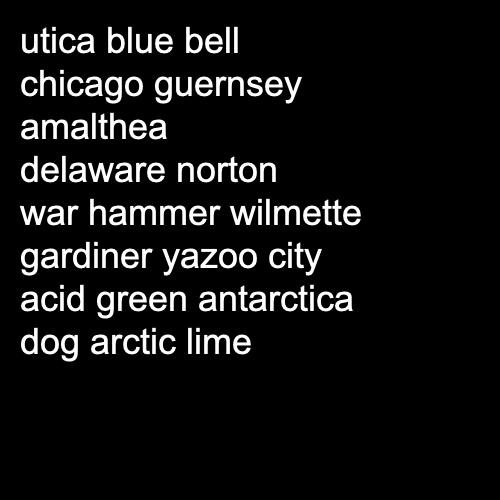 utica blue bell
chicago guernsey
amalthea
delaware norton
war hammer wilmette
gardiner yazoo city
acid green antarctica
dog arctic lime